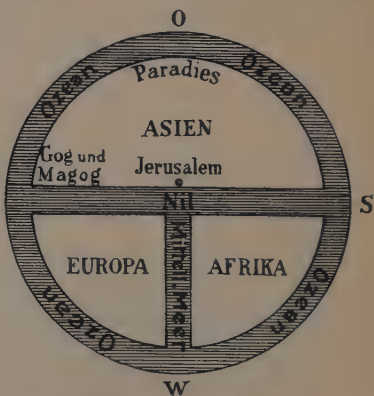 O
Ozean
Ozean
Paradies
ASIEN
Gog und
Magog
Jerusalem
Nil
S
Mittel-Meer
EUROPA
AFRIKA
Ozean
Ozean
W